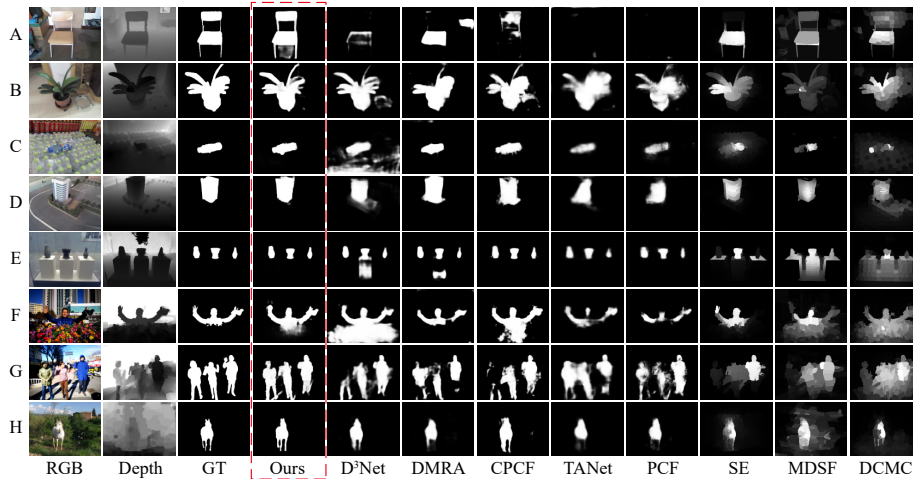 A
B
C
D
E
F
G
H
RGB Depth GT Ours D³Net DMRA CPCF TANet PCF SE MDSF DCMC